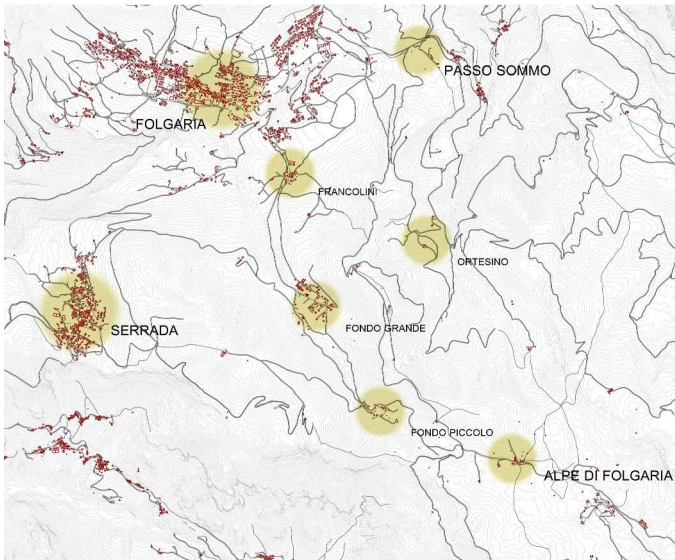 PASSO SOMMO
FOLGARIA
FRANCOLINI
ORTESINO
SERRADA
FONDO GRANDE
FONDO PICCOLO
ALPE DI FOLGARIA